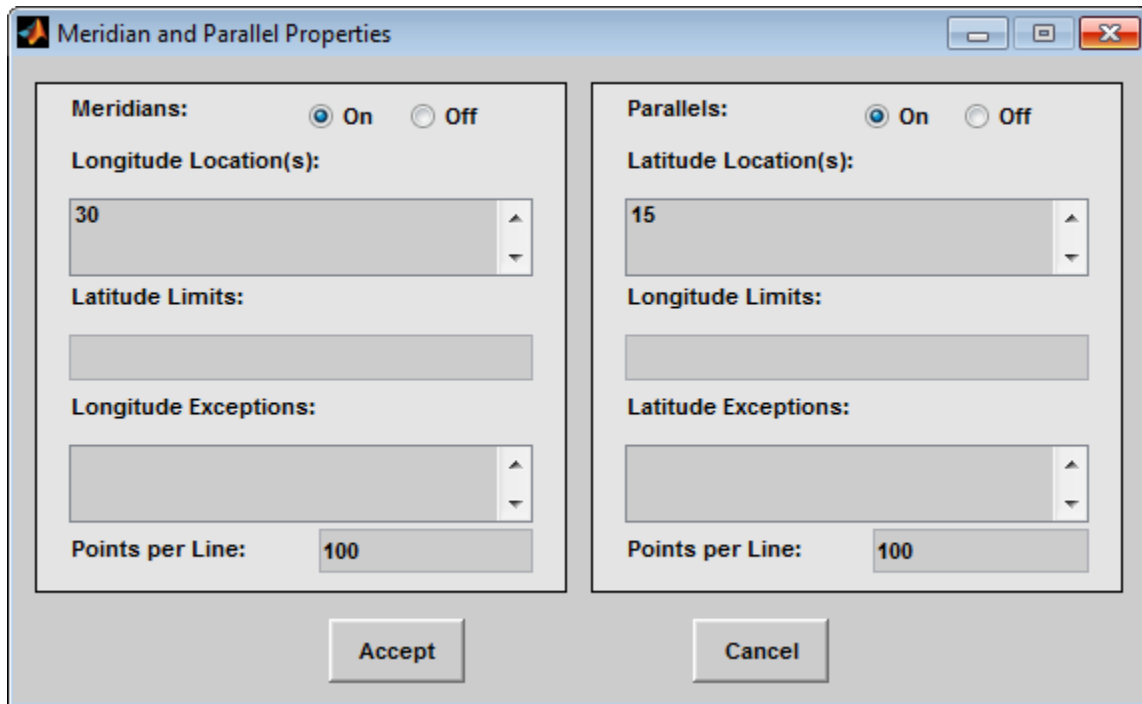 Meridian and Parallel Properties
Meridians: On Off
Longitude Location(s):
30
Latitude Limits:
Longitude Exceptions:
Points per Line: 100
Parallels: On Off
Latitude Location(s):
15
Longitude Limits:
Latitude Exceptions:
Points per Line: 100
Accept
Cancel